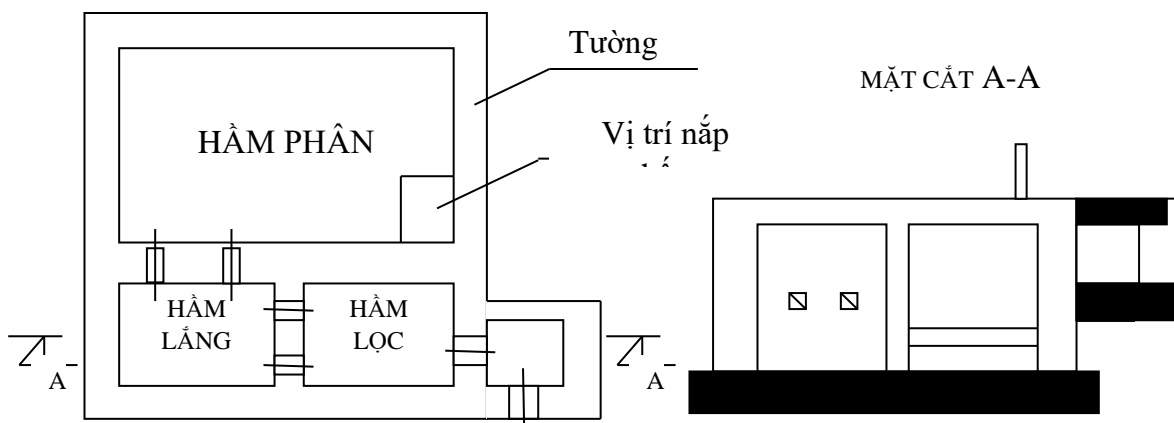 Tường
MẶT CẮT A-A
HẦM PHÂN
Vị trí nắp
HẦM
LẮNG
HẦM
LỌC
A
A